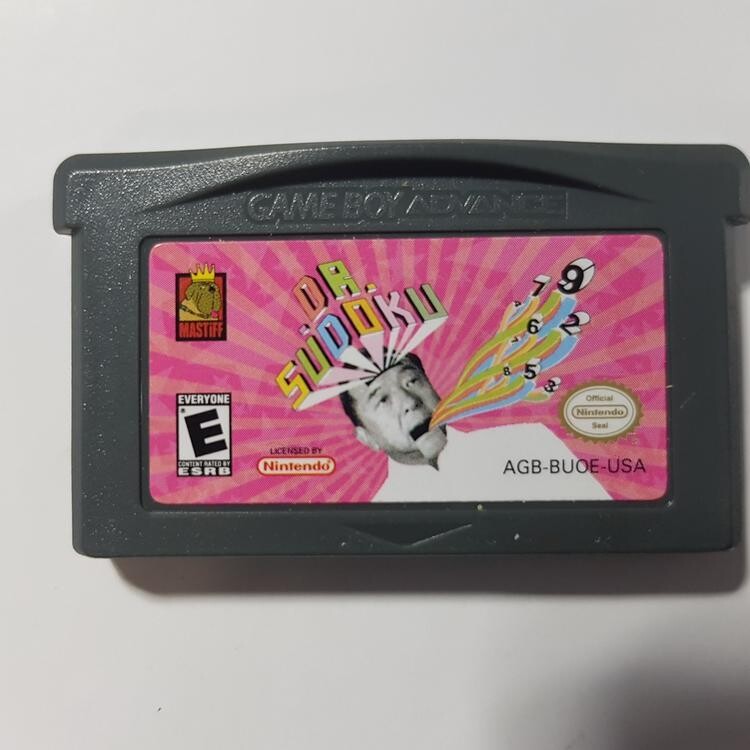 GAME BOY ADVANCE
DR.
SUDOKU
MASTIFF
7 9
6 2
8 5 3
EVERYONE
E
CONTENT RATED BY
ESRB
LICENSED BY
Nintendo
Official
Nintendo
Seal
AGB-BUOE-USA